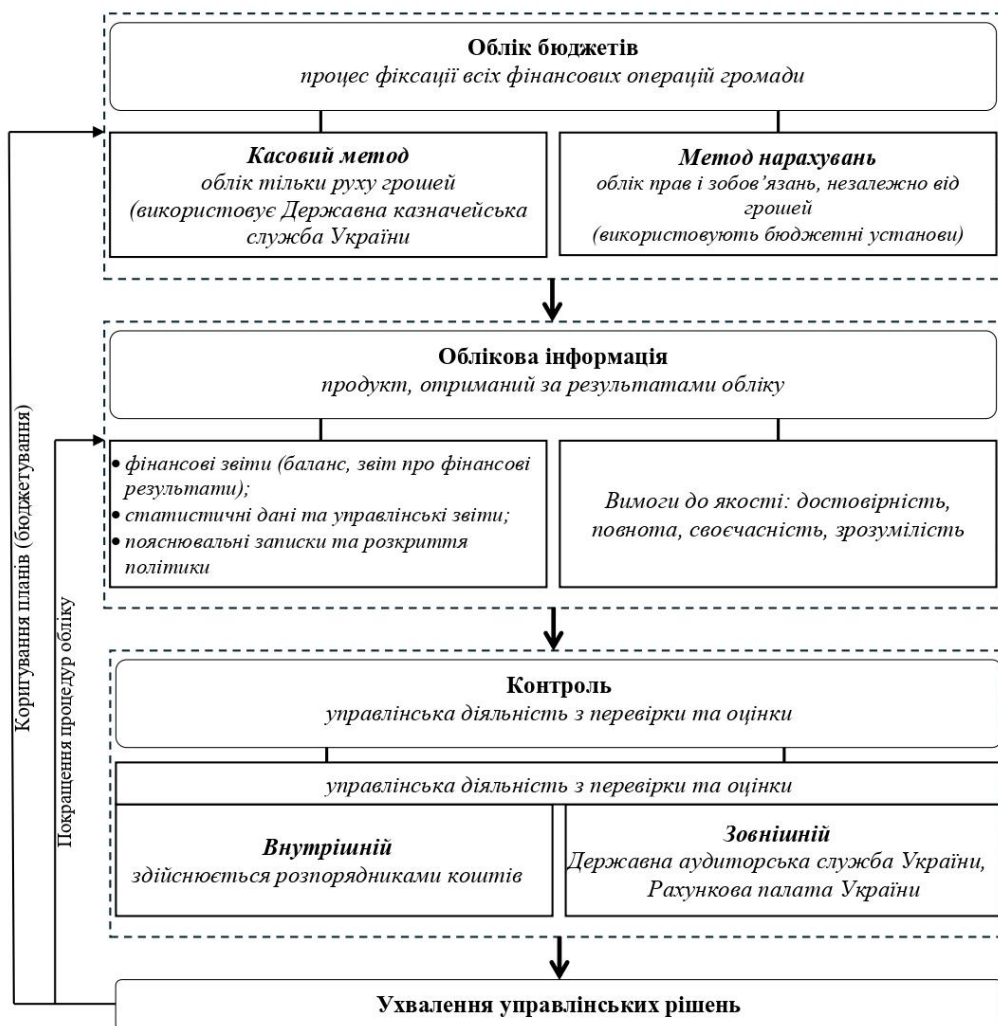 Облік бюджетів
процес фіксації всіх фінансових операцій громади
Касовий метод
облік тільки руху грошей
(використовує Державна казначейська
служба України
Метод нарахувань
облік прав і зобов’язань, незалежно від
грошей
(використовують бюджетні установи)
Облікова інформація
продукт, отриманий за результатами обліку
• фінансові звіти (баланс, звіт про фінансові
результати);
• статистичні дані та управлінські звіти;
• пояснювальні записки та розкриття
політики
Вимоги до якості: достовірність,
повнота, своєчасність, зрозумілість
Контроль
управлінська діяльність з перевірки та оцінки
управлінська діяльність з перевірки та оцінки
Внутрішній
здійснюється розпорядниками коштів
Зовнішній
Державна аудиторська служба України,
Рахункова палата України
Ухвалення управлінських рішень
Коригування планів (бюджетування)
Покращення процедур обліку